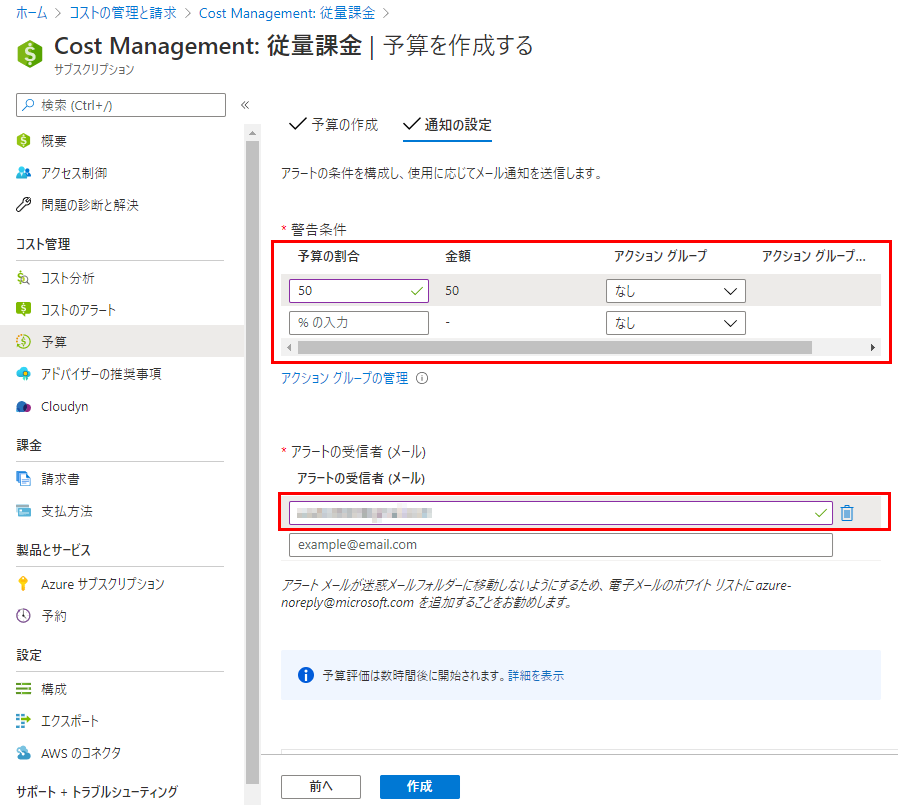 ホーム > コストの管理と請求 > Cost Management: 従量課金 >
Cost Management: 従量課金 | 予算を作成する
サブスクリプション
検索 (Ctrl+/)
«
概要
アクセス制御
問題の診断と解決
コスト管理
コスト分析
コストのアラート
予算
アドバイザーの推奨事項
Cloudyn
課金
請求書
支払方法
製品とサービス
Azure サブスクリプション
予約
設定
構成
エクスポート
AWS のコネクタ
サポート + トラブルシューティング
予算の作成 通知の設定
アラートの条件を構成し、使用に応じてメール通知を送信します。
* 警告条件
予算の割合 金額 アクション グループ アクション グループ...
50 50 なし
% の入力 - なし
アクション グループの管理
* アラートの受信者 (メール)
アラートの受信者 (メール)
example@email.com
アラート メールが迷惑メールフォルダーに移動しないようにするため、電子メールのホワイト リストに azure-
noreply@microsoft.com を追加することをお勧めします。
予算評価は数時間後に開始されます。詳細を表示
前へ 作成